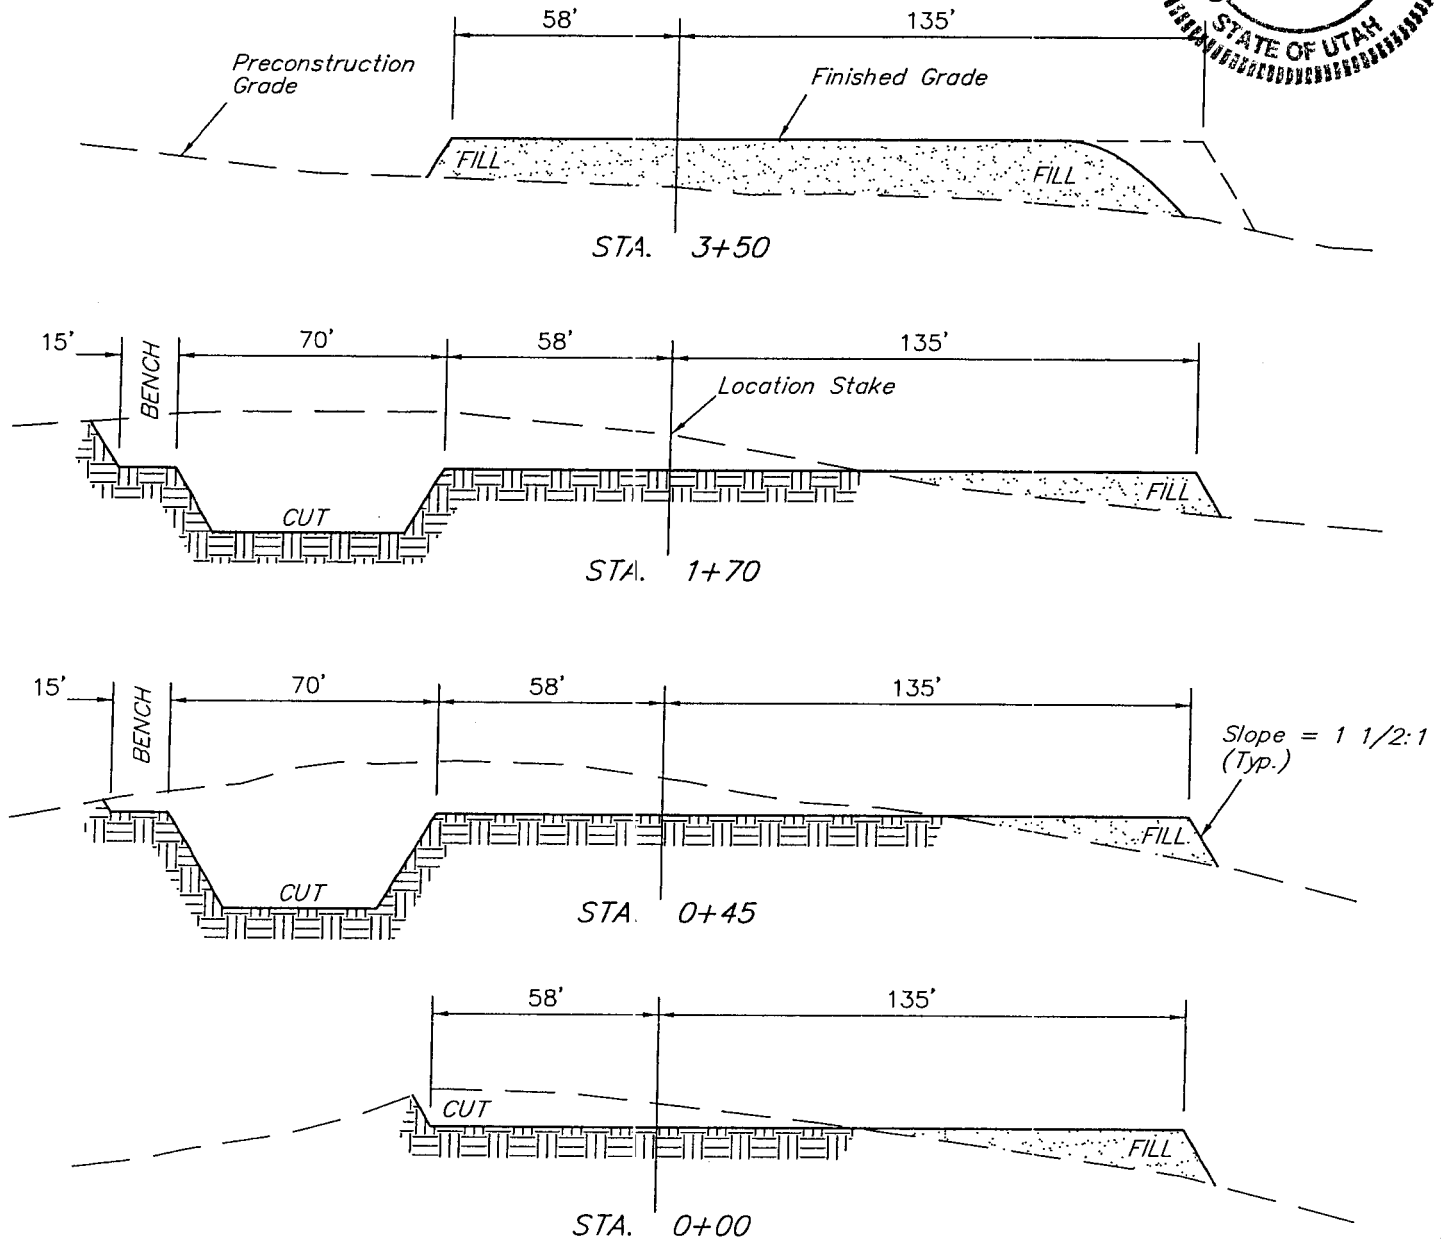 58'
135'
STATE OF UTAH
Preconstruction
Grade
Finished Grade
FILL
FILL
STA. 3+50
15'
BENCH
70'
58'
135'
Location Stake
CUT
FILL
STA. 1+70
15'
BENCH
70'
58'
135'
Slope = 1 1/2:1
(Typ.)
CUT
FILL
STA. 0+45
58'
135'
CUT
FILL
STA. 0+00